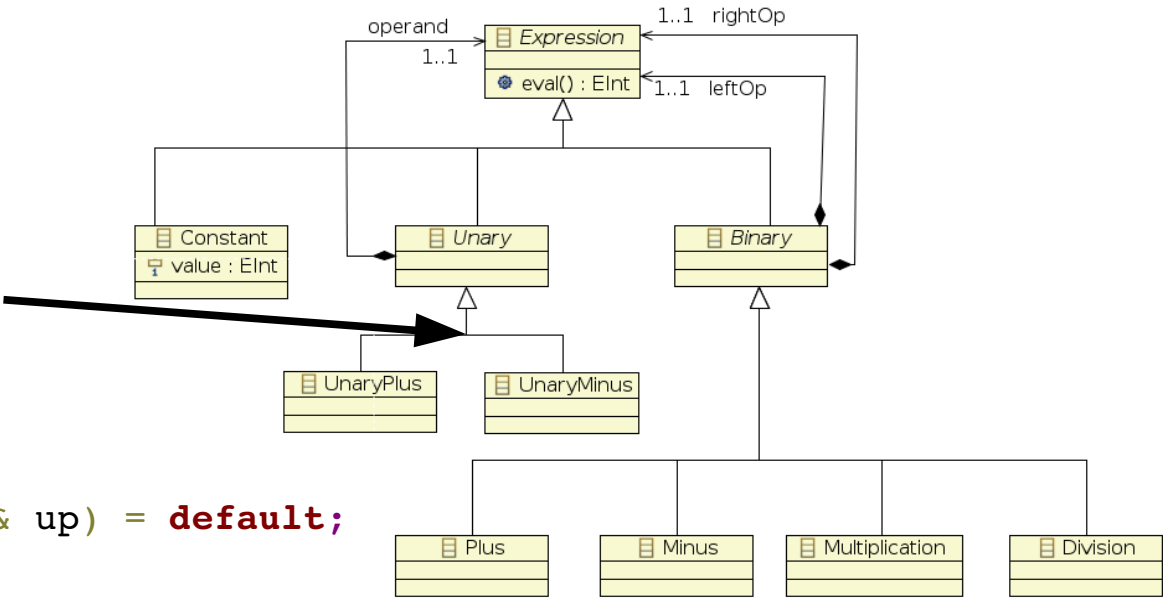 operand
1..1 rightOp
Expression
1..1
eval() : EInt
1..1 leftOp
Constant
value : EInt
Unary
Binary
UnaryPlus
UnaryMinus
& up) = default;
Plus
Minus
Multiplication
Division